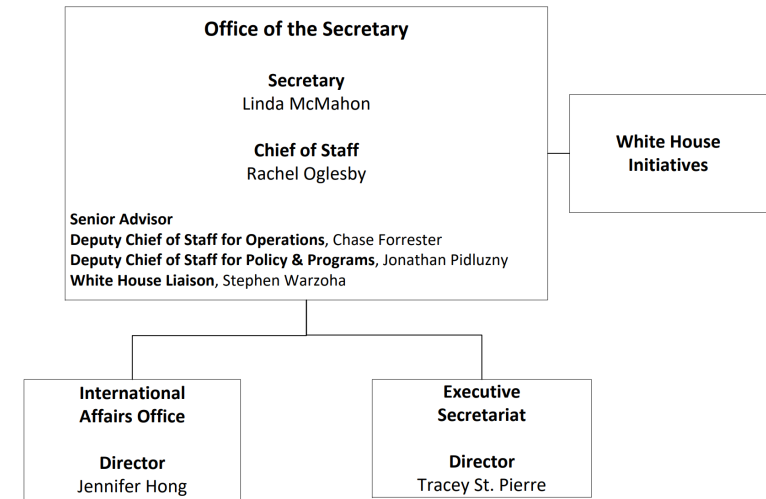 Office of the Secretary
Secretary
Linda McMahon
Chief of Staff
Rachel Oglesby
Senior Advisor
Deputy Chief of Staff for Operations, Chase Forrester
Deputy Chief of Staff for Policy & Programs, Jonathan Pidluzny
White House Liaison, Stephen Warzoha
White House
Initiatives
International
Affairs Office
Director
Jennifer Hong
Executive
Secretariat
Director
Tracey St. Pierre